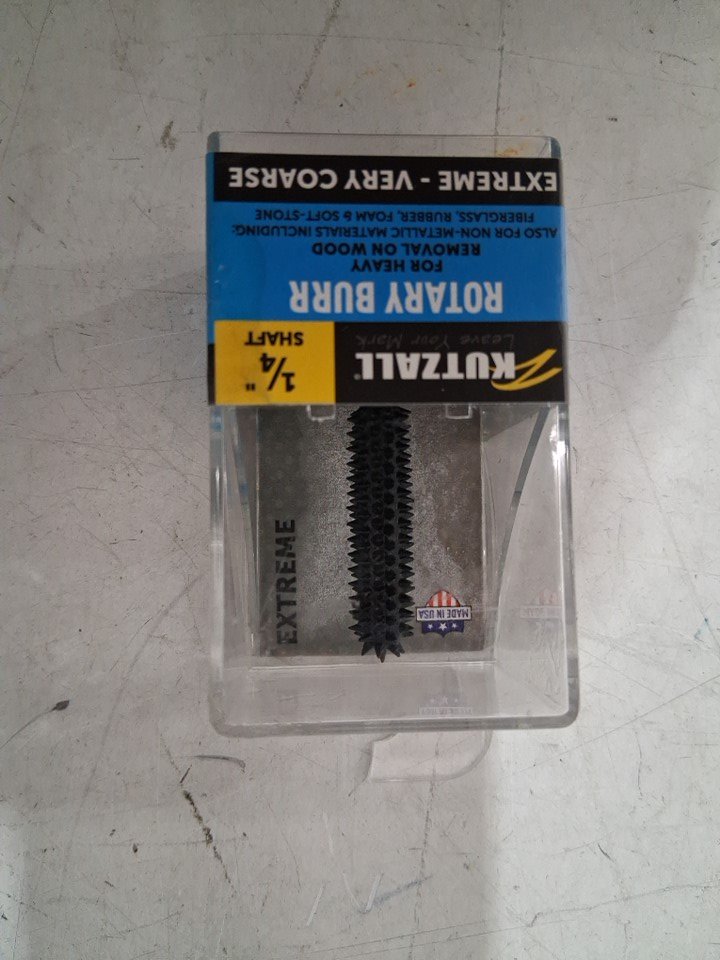 KUTZALL®
Leave Your Mark
1/4"
SHAFT
ROTARY BURR
FOR HEAVY
REMOVAL ON WOOD
ALSO FOR NON-METALLIC MATERIALS INCLUDING:
FIBERGLASS, RUBBER, FOAM & SOFT-STONE
EXTREME - VERY COARSE
MADE IN USA
EXTREME